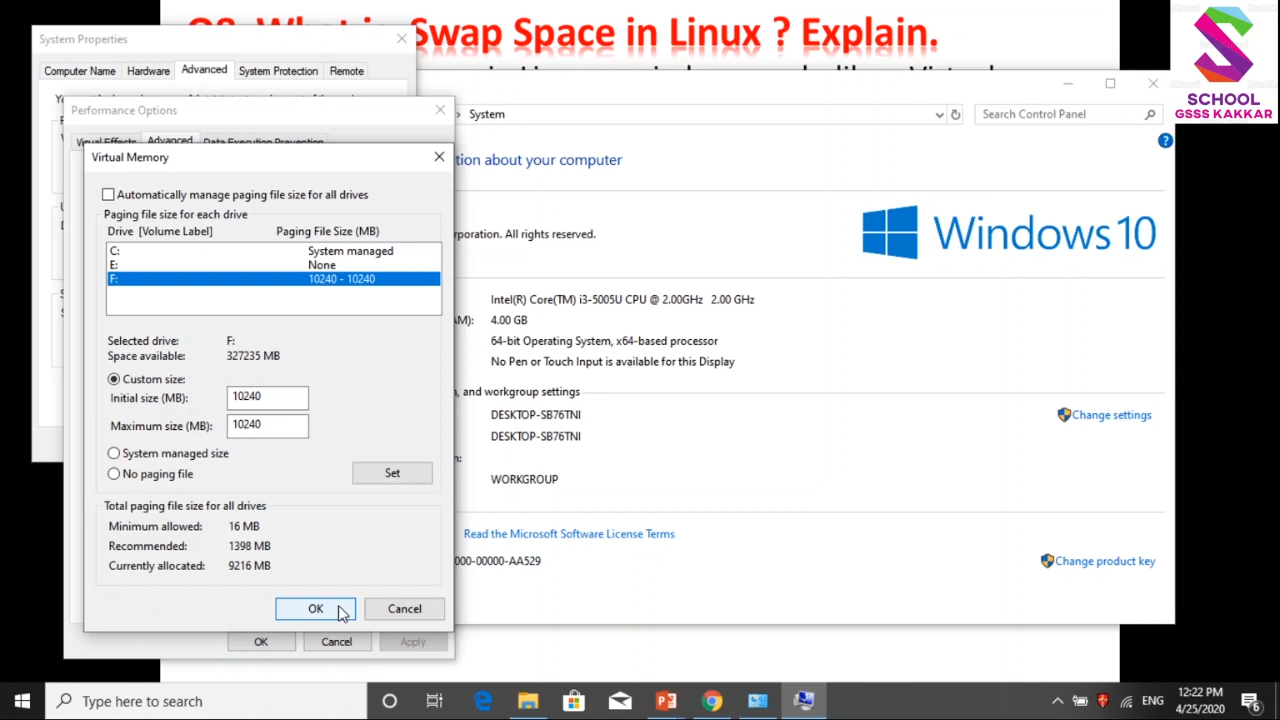 Swap Space in Linux ? Explain.
System Properties
Computer Name
Hardware
Advanced
System Protection
Remote
Performance Options
Visual Effects
Advanced
Data Execution Prevention
Virtual Memory
Automatically manage paging file size for all drives
Paging file size for each drive
Drive [Volume Label] Paging File Size (MB)
C: System managed
E: None
F: 10240 - 10240
Selected drive: F:
Space available: 327235 MB
Custom size:
Initial size (MB): 10240
Maximum size (MB): 10240
System managed size
No paging file
Set
Total paging file size for all drives
Minimum allowed: 16 MB
Recommended: 1398 MB
Currently allocated: 9216 MB
OK
Cancel
OK
Cancel
Apply
› System
Search Control Panel
tion about your computer
rporation. All rights reserved.
Windows 10
Intel(R) Core(TM) i3-5005U CPU @ 2.00GHz 2.00 GHz
AM): 4.00 GB
64-bit Operating System, x64-based processor
No Pen or Touch Input is available for this Display
n, and workgroup settings
DESKTOP-SB76TNI
Change settings
DESKTOP-SB76TNI
n:
WORKGROUP
Read the Microsoft Software License Terms
000-00000-AA529
Change product key
SCHOOL
GSSS KAKKAR
Type here to search
ENG
12:22 PM
4/25/2020
6